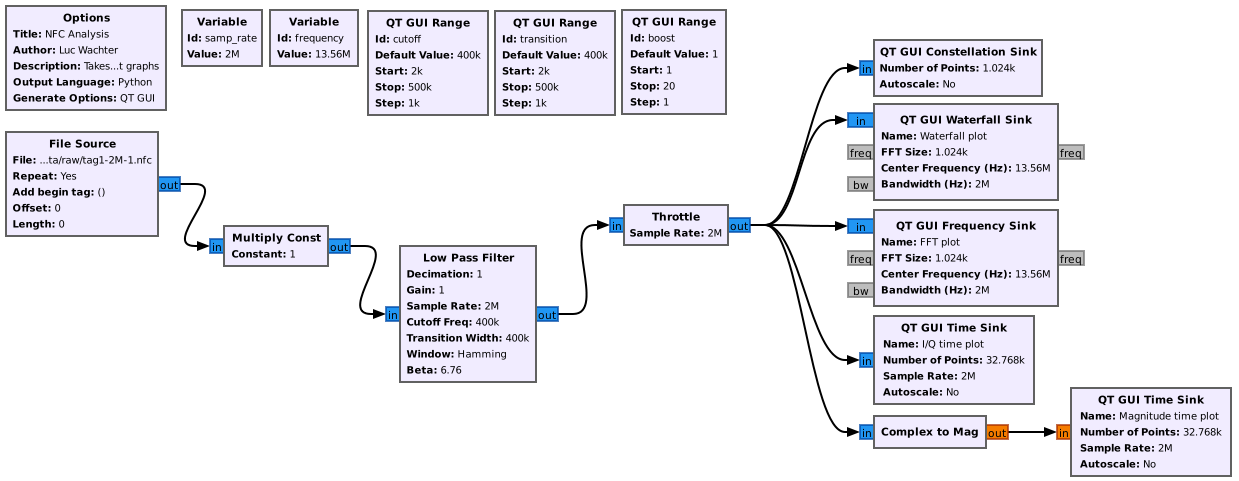 Options
Title: NFC Analysis
Author: Luc Wachter
Description: Takes...t graphs
Output Language: Python
Generate Options: QT GUI
Variable
Id: samp_rate
Value: 2M
Variable
Id: frequency
Value: 13.56M
QT GUI Range
Id: cutoff
Default Value: 400k
Start: 2k
Stop: 500k
Step: 1k
QT GUI Range
Id: transition
Default Value: 400k
Start: 2k
Stop: 500k
Step: 1k
QT GUI Range
Id: boost
Default Value: 1
Start: 1
Stop: 20
Step: 1
File Source
File: ...ta/raw/tag1-2M-1.nfc
Repeat: Yes
Add begin tag: ()
Offset: 0
Length: 0
out
in
Multiply Const
Constant: 1
out
in
Low Pass Filter
Decimation: 1
Gain: 1
Sample Rate: 2M
Cutoff Freq: 400k
Transition Width: 400k
Window: Hamming
Beta: 6.76
out
in
Throttle
Sample Rate: 2M
out
in
QT GUI Constellation Sink
Number of Points: 1.024k
Autoscale: No
in
freq
bw
QT GUI Waterfall Sink
Name: Waterfall plot
FFT Size: 1.024k
Center Frequency (Hz): 13.56M
Bandwidth (Hz): 2M
freq
in
freq
bw
QT GUI Frequency Sink
Name: FFT plot
FFT Size: 1.024k
Center Frequency (Hz): 13.56M
Bandwidth (Hz): 2M
freq
in
QT GUI Time Sink
Name: I/Q time plot
Number of Points: 32.768k
Sample Rate: 2M
Autoscale: No
in
Complex to Mag
out
in
QT GUI Time Sink
Name: Magnitude time plot
Number of Points: 32.768k
Sample Rate: 2M
Autoscale: No